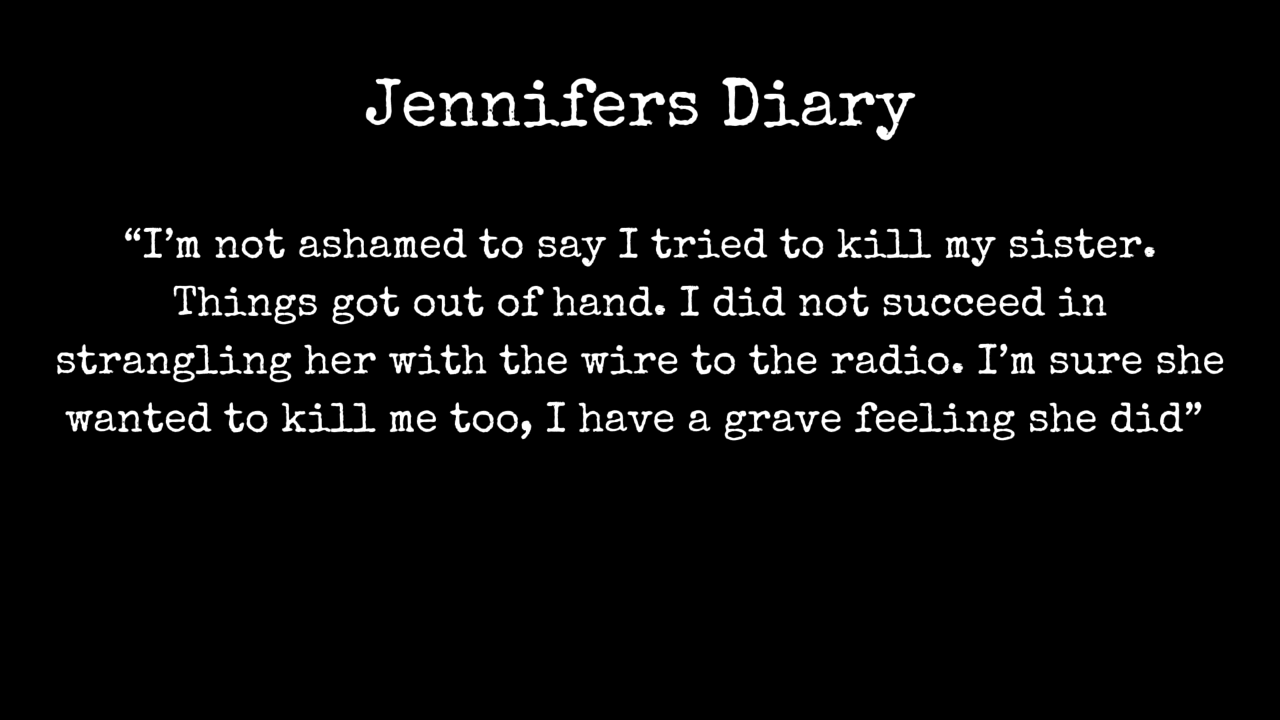 Jennifers Diary
“I’m not ashamed to say I tried to kill my sister.
Things got out of hand. I did not succeed in
strangling her with the wire to the radio. I’m sure she
wanted to kill me too, I have a grave feeling she did”